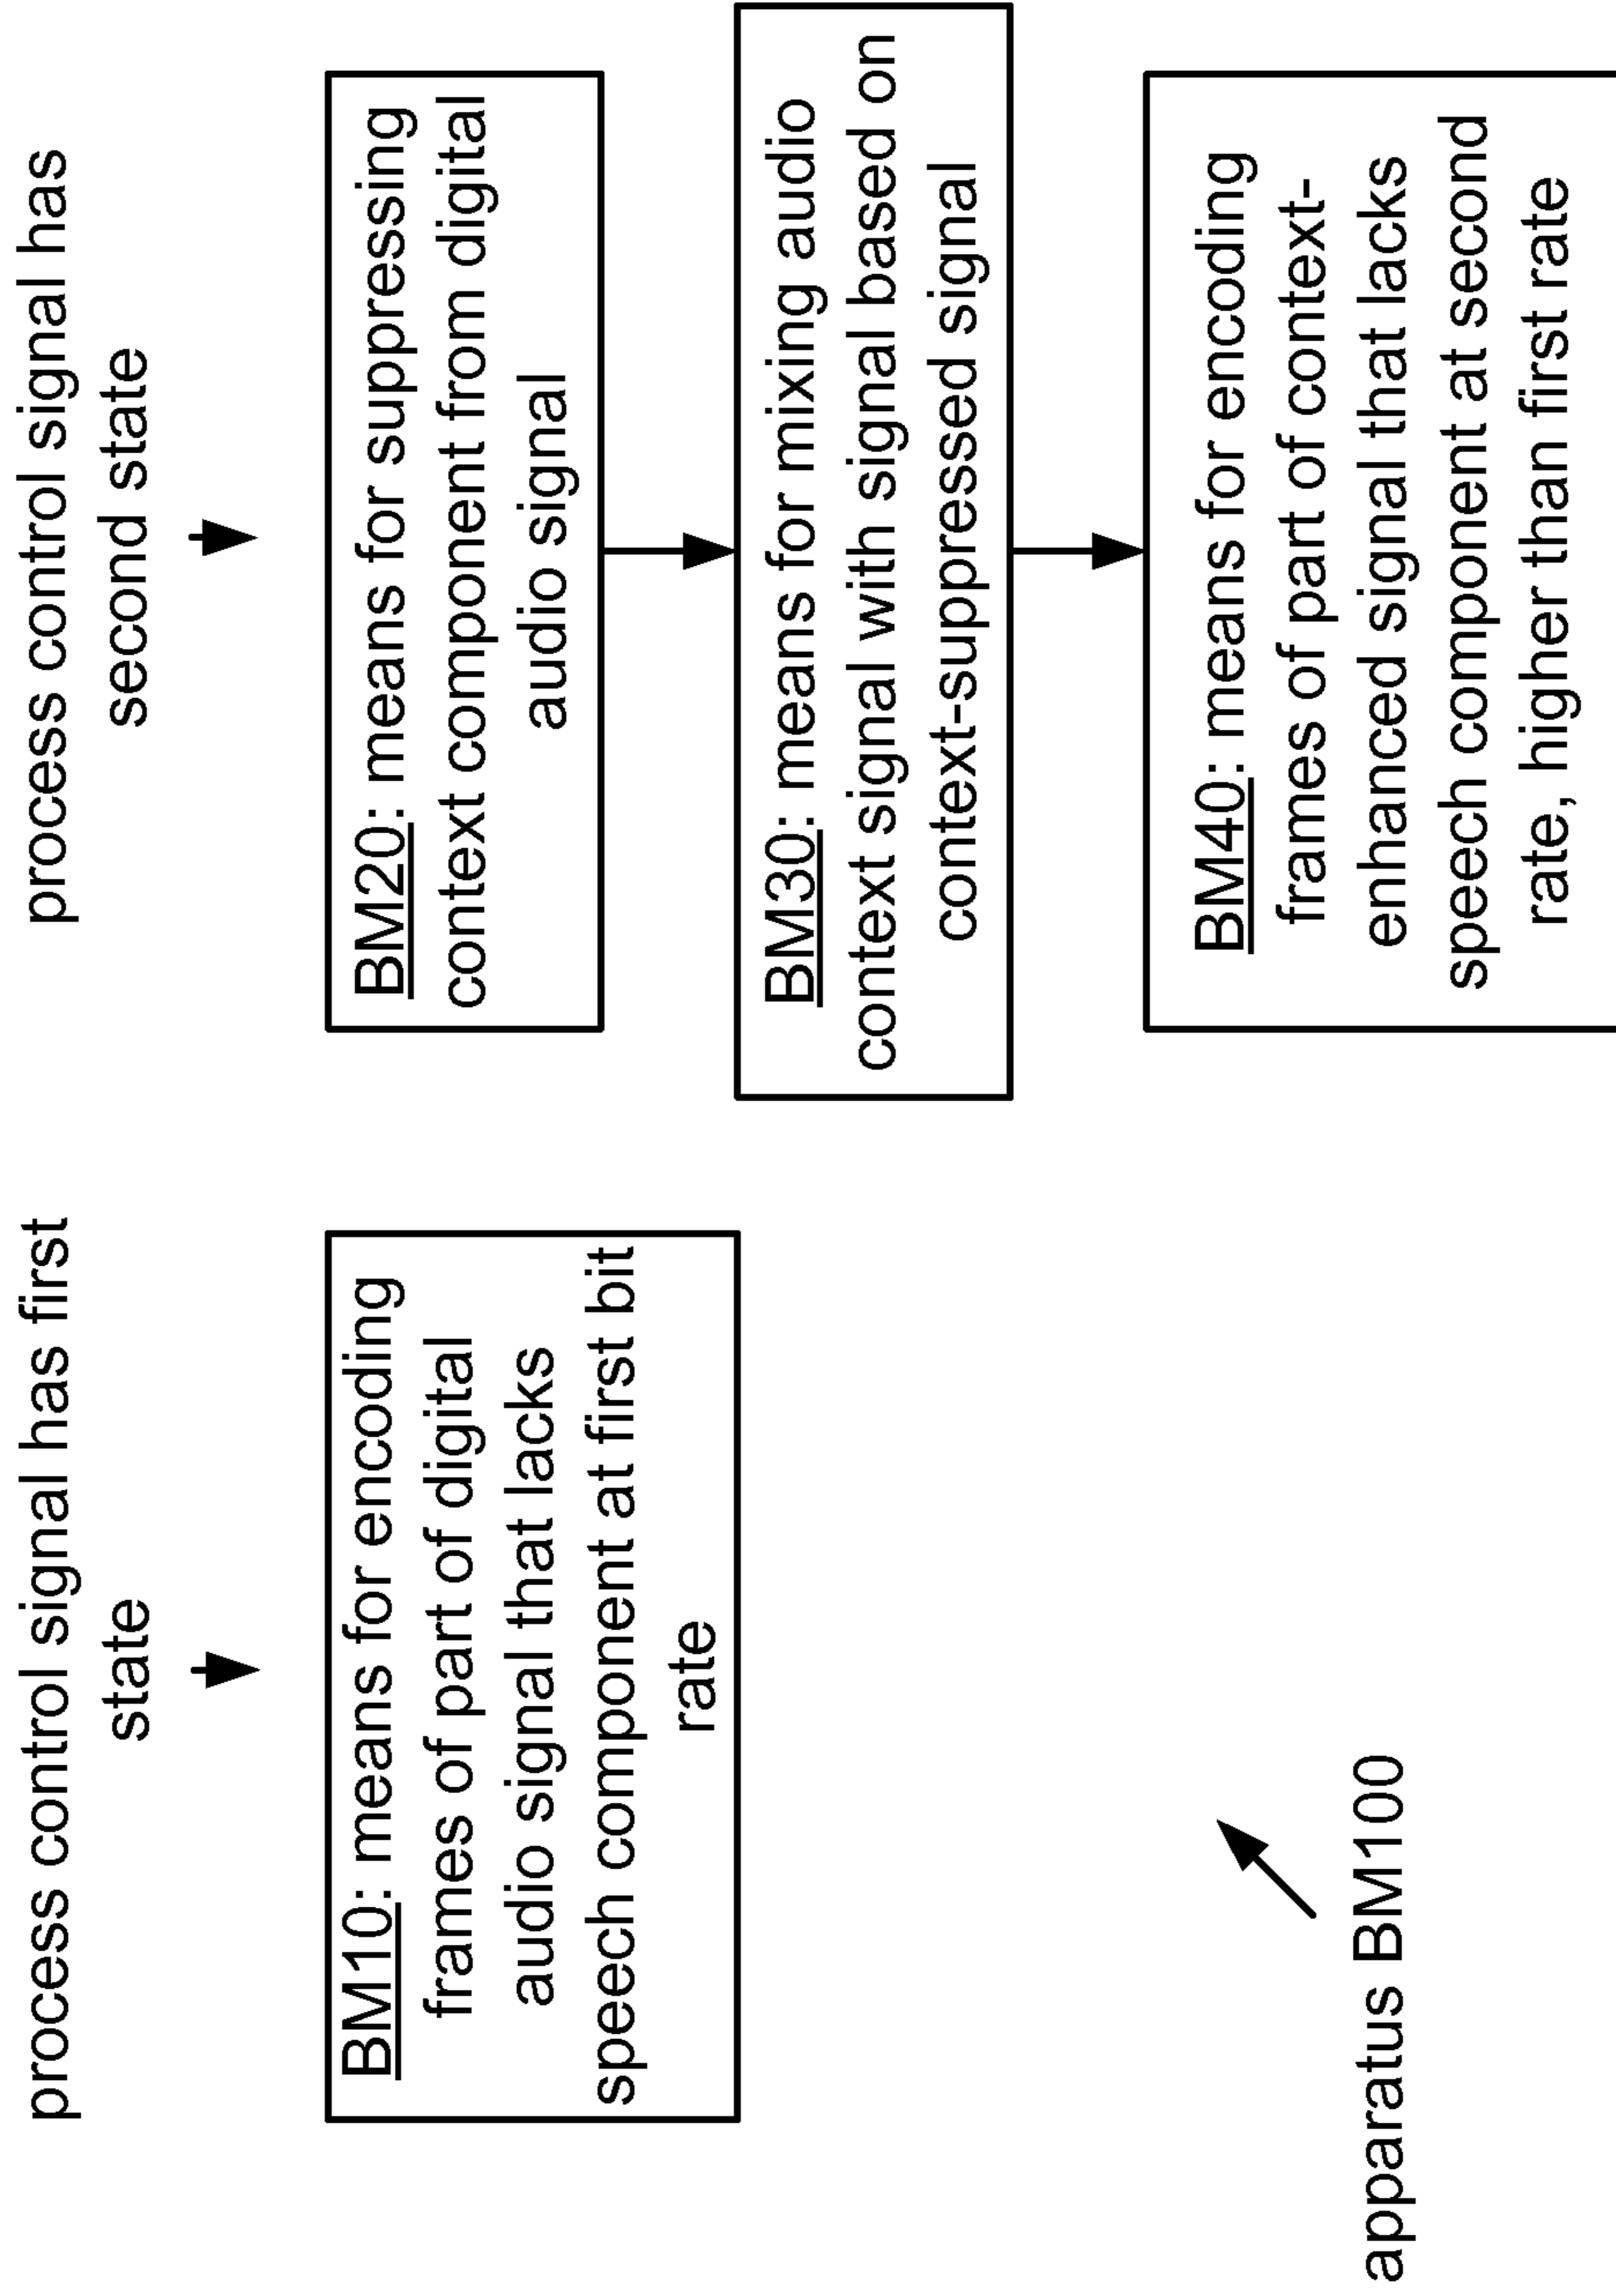 process control signal has first
state
BM10: means for encoding
frames of part of digital
audio signal that lacks
speech component at first bit
rate
process control signal has
second state
BM20: means for suppressing
context component from digital
audio signal
BM30: means for mixing audio
context signal with signal based on
context-suppressed signal
BM40: means for encoding
frames of part of context-
enhanced signal that lacks
speech component at second
rate, higher than first rate
apparatus BM100